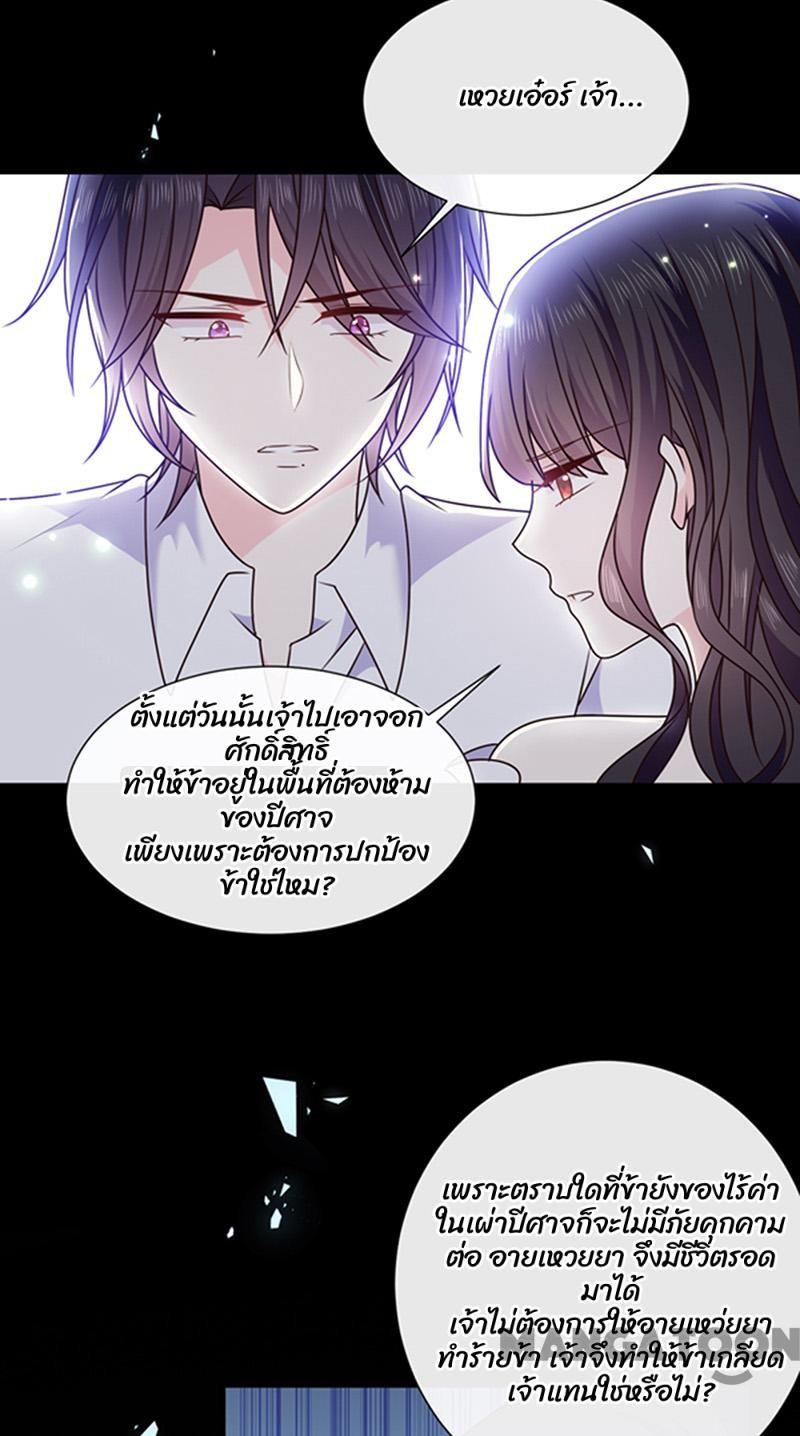 เหวยเอ๋อร์ เจ้า...
ตั้งแต่วันนั้นเจ้าไปเอาจอก
ศักดิ์สิทธิ์
ทำให้ข้าอยู่ในพื้นที่ต้องห้าม
ของปีศาจ
เพียงเพราะต้องการปกป้อง
ข้าใช่ไหม?
เพราะตราบใดที่ข้ายังของไร้ค่า
ในเผ่าปีศาจก็จะไม่มีภัยคุกคาม
ต่อ อายเหวยยา จึงมีชีวิตรอด
มาได้
เจ้าไม่ต้องการให้อายเหว่ยยา
ทำร้ายข้า เจ้าจึงทำให้ข้าเกลียด
เจ้าแทนใช่หรือไม่?
MANGATOON